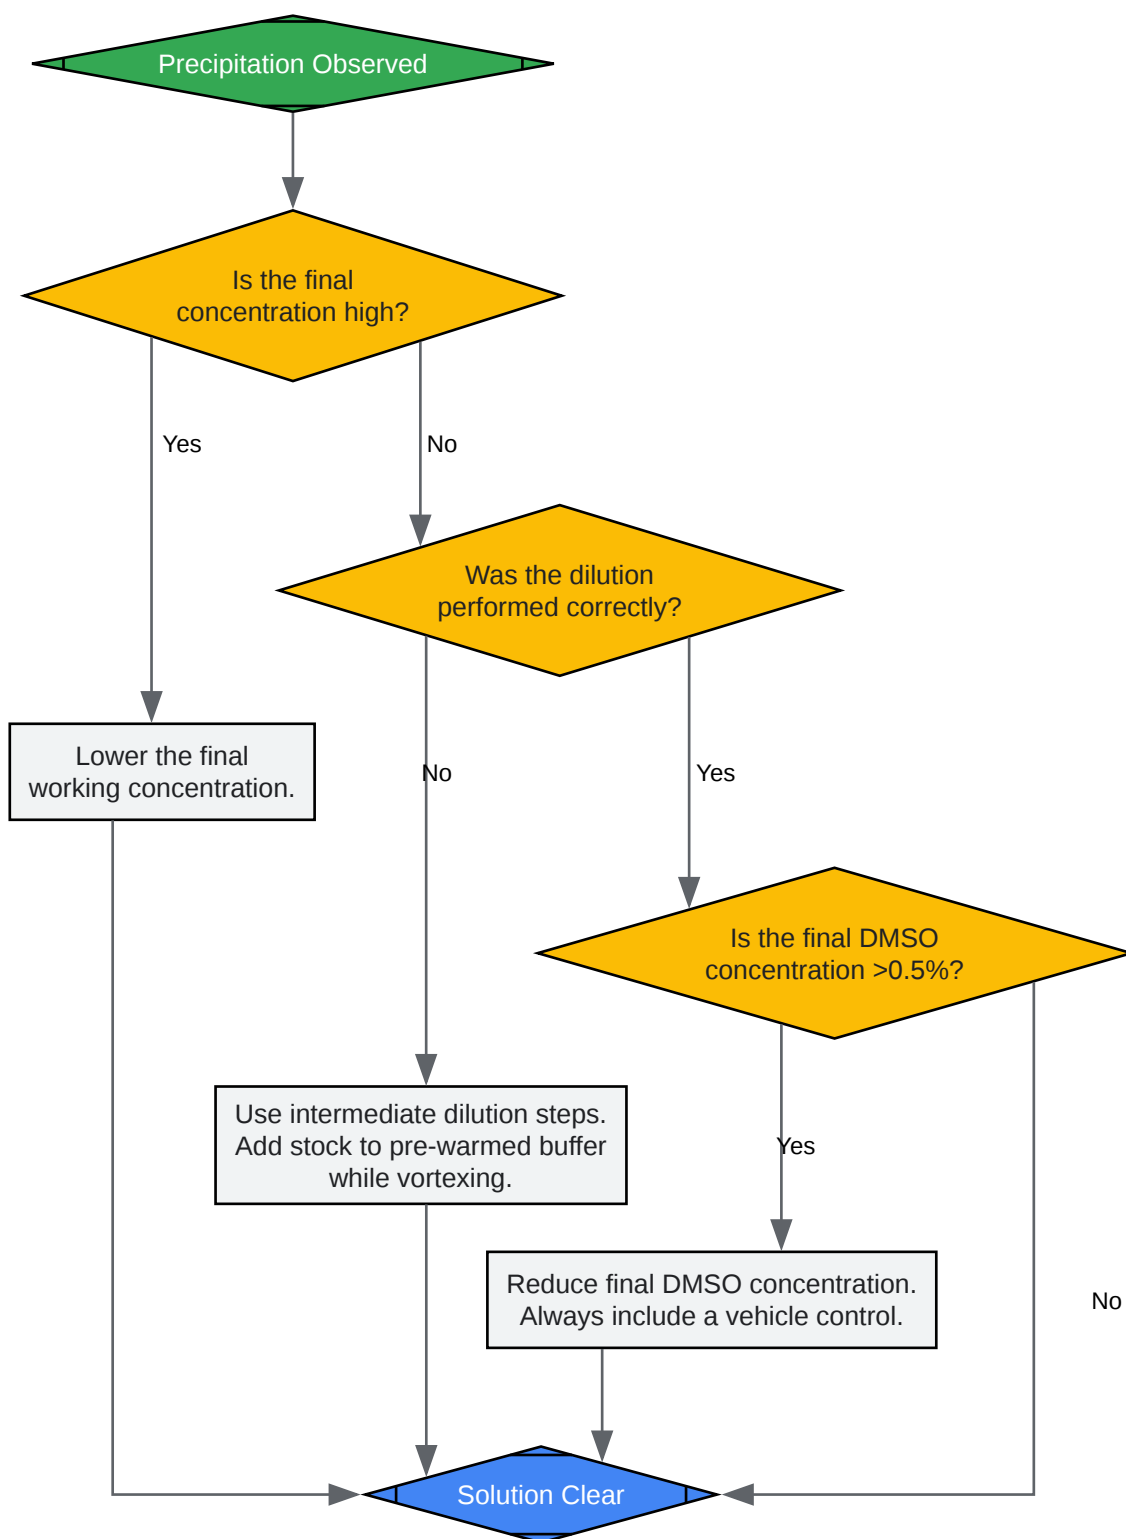 Precipitation Observed
Is the final
concentration high?
Yes
No
Was the dilution
performed correctly?
Lower the final
working concentration.
No
Yes
Is the final DMSO
concentration >0.5%?
Use intermediate dilution steps.
Add stock to pre-warmed buffer
while vortexing.
Yes
Reduce final DMSO concentration.
Always include a vehicle control.
No
Solution Clear